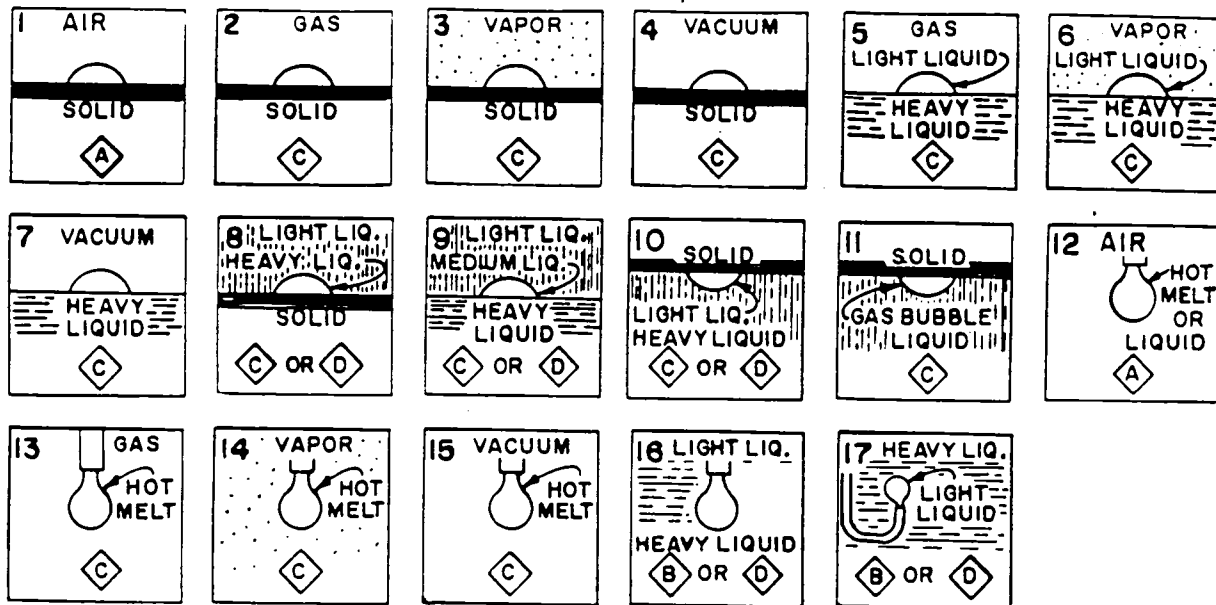 1 AIR
SOLID
A
2 GAS
SOLID
C
3 VAPOR
SOLID
C
4 VACUUM
SOLID
C
5 GAS
LIGHT LIQUID
HEAVY
LIQUID
C
6 VAPOR
LIGHT LIQUID
HEAVY
LIQUID
C
7 VACUUM
HEAVY
LIQUID
C
8 LIGHT LIQ.
HEAVY LIQ.
SOLID
C OR D
9 LIGHT LIQ.
MEDIUM LIQ.
HEAVY
LIQUID
C OR D
10 SOLID
LIGHT LIQ.
HEAVY LIQUID
C OR D
11 SOLID
GAS BUBBLE
LIQUID
C
12 AIR
HOT
MELT
OR
LIQUID
A
13 GAS
HOT
MELT
C
14 VAPOR
HOT
MELT
C
15 VACUUM
HOT
MELT
C
16 LIGHT LIQ.
HEAVY LIQUID
B OR D
17 HEAVY LIQ.
LIGHT
LIQUID
B OR D